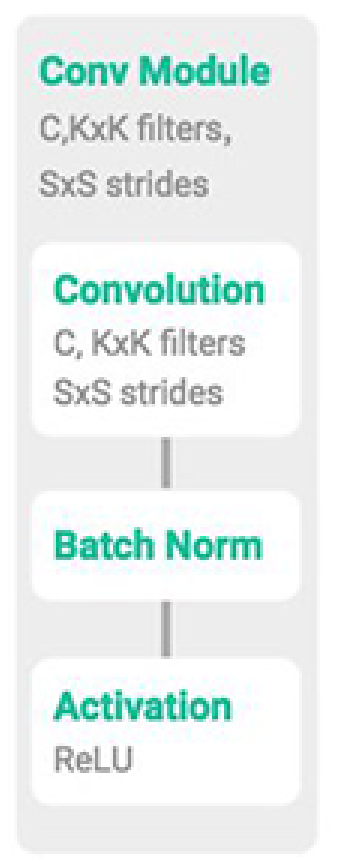 Conv Module
C,KxK filters,
SxS strides
Convolution
C, KxK filters
SxS strides
Batch Norm
Activation
ReLU